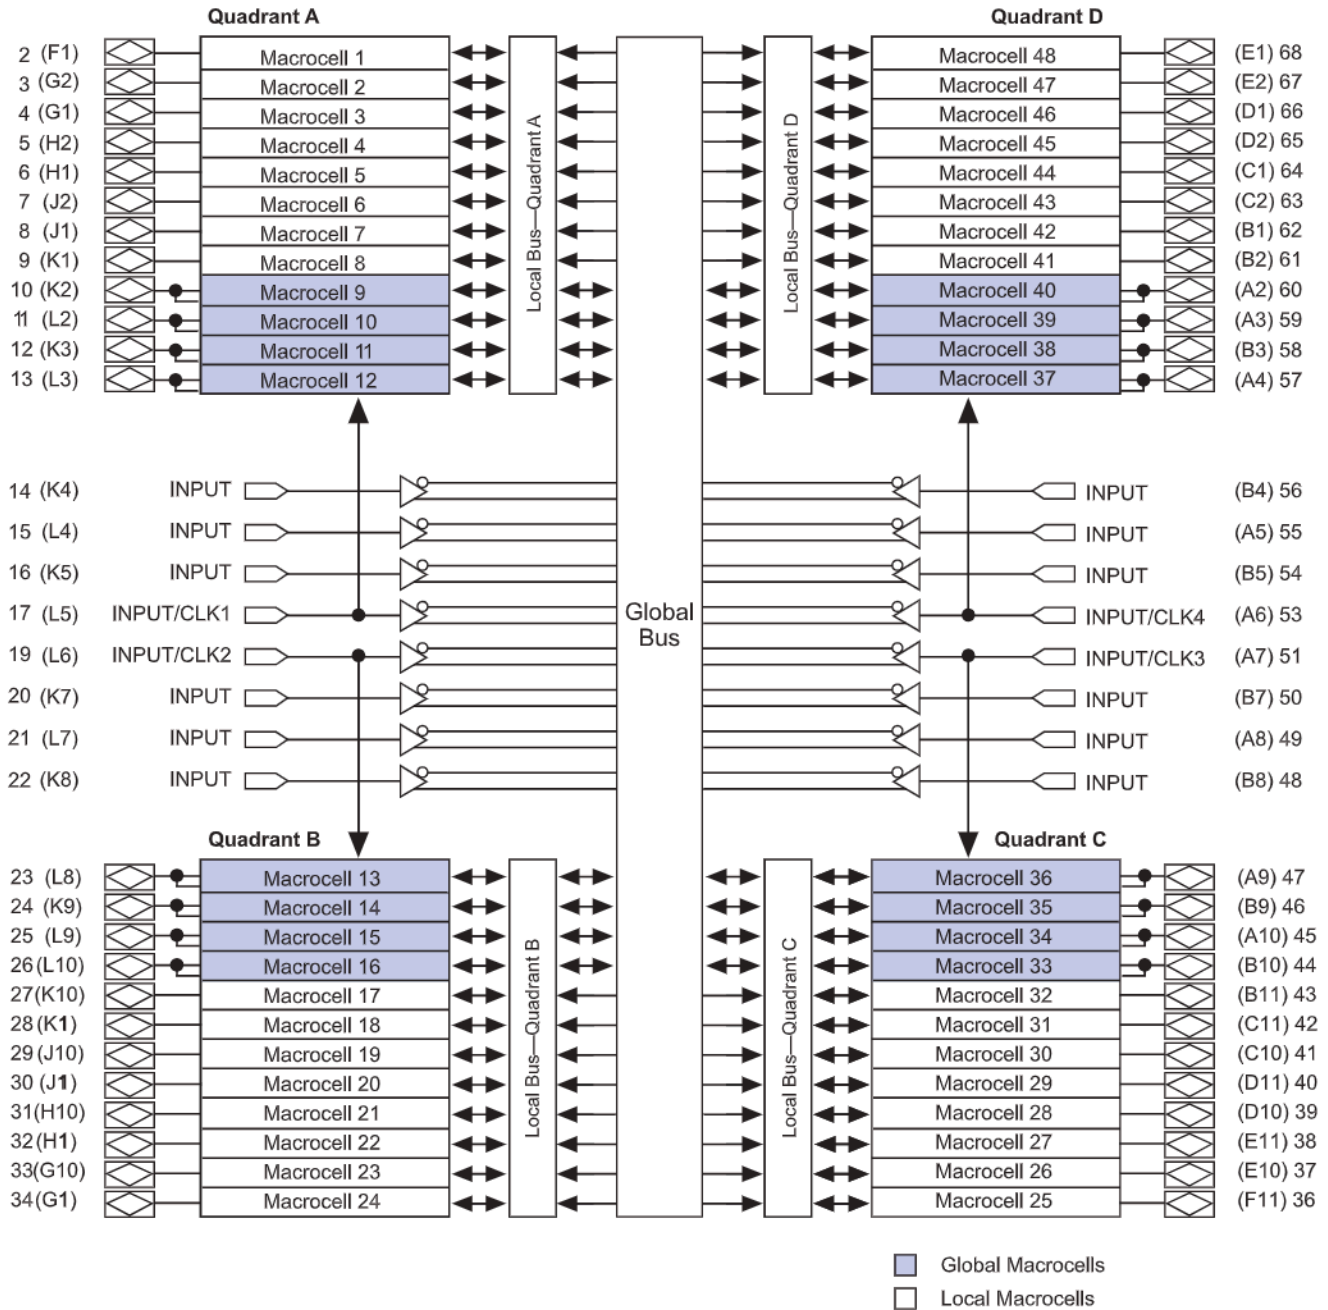 Quadrant A Quadrant D
2 (F1) Macrocell 1 Macrocell 48 (E1) 68
3 (G2) Macrocell 2 Macrocell 47 (E2) 67
4 (G1) Macrocell 3 Macrocell 46 (D1) 66
5 (H2) Macrocell 4 Macrocell 45 (D2) 65
6 (H1) Macrocell 5 Macrocell 44 (C1) 64
7 (J2) Macrocell 6 Macrocell 43 (C2) 63
8 (J1) Macrocell 7 Macrocell 42 (B1) 62
9 (K1) Macrocell 8 Macrocell 41 (B2) 61
10 (K2) Macrocell 9 Macrocell 40 (A2) 60
11 (L2) Macrocell 10 Macrocell 39 (A3) 59
12 (K3) Macrocell 11 Macrocell 38 (B3) 58
13 (L3) Macrocell 12 Macrocell 37 (A4) 57
Local Bus—Quadrant A
Local Bus—Quadrant D
14 (K4) INPUT INPUT (B4) 56
15 (L4) INPUT INPUT (A5) 55
16 (K5) INPUT INPUT (B5) 54
17 (L5) INPUT/CLK1 INPUT/CLK4 (A6) 53
Global
Bus
19 (L6) INPUT/CLK2 INPUT/CLK3 (A7) 51
20 (K7) INPUT INPUT (B7) 50
21 (L7) INPUT INPUT (A8) 49
22 (K8) INPUT INPUT (B8) 48
Quadrant B Quadrant C
23 (L8) Macrocell 13 Macrocell 36 (A9) 47
24 (K9) Macrocell 14 Macrocell 35 (B9) 46
25 (L9) Macrocell 15 Macrocell 34 (A10) 45
26(L10) Macrocell 16 Macrocell 33 (B10) 44
27(K10) Macrocell 17 Macrocell 32 (B11) 43
28(K1) Macrocell 18 Macrocell 31 (C11) 42
29(J10) Macrocell 19 Macrocell 30 (C10) 41
30 (J1) Macrocell 20 Macrocell 29 (D11) 40
31(H10) Macrocell 21 Macrocell 28 (D10) 39
32(H1) Macrocell 22 Macrocell 27 (E11) 38
33(G10) Macrocell 23 Macrocell 26 (E10) 37
34(G1) Macrocell 24 Macrocell 25 (F11) 36
Local Bus—Quadrant B
Local Bus—Quadrant C
Global Macrocells
Local Macrocells